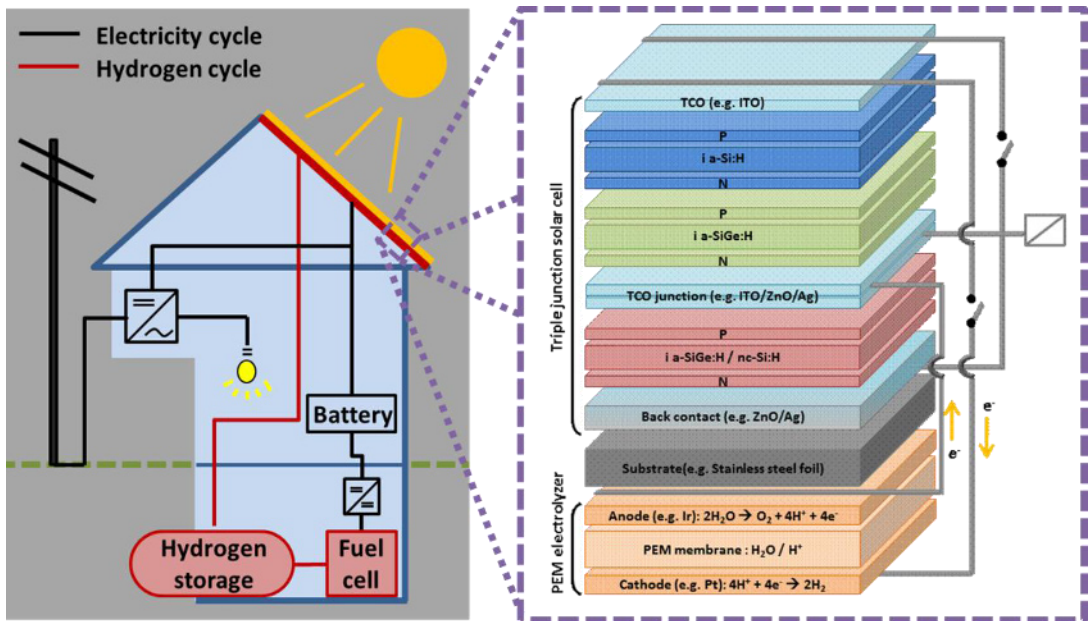 Electricity cycle
Hydrogen cycle
Battery
Hydrogen
storage
Fuel
cell
Triple junction solar cell
TCO (e.g. ITO)
P
i a-Si:H
N
P
i a-SiGe:H
N
TCO junction (e.g. ITO/ZnO/Ag)
P
i a-SiGe:H / nc-Si:H
N
Back contact (e.g. ZnO/Ag)
Substrate(e.g. Stainless steel foil)
e⁻
e⁻
PEM electrolyzer
Anode (e.g. Ir): 2H₂O → O₂ + 4H⁺ + 4e⁻
PEM membrane : H₂O / H⁺
Cathode (e.g. Pt): 4H⁺ + 4e⁻ → 2H₂